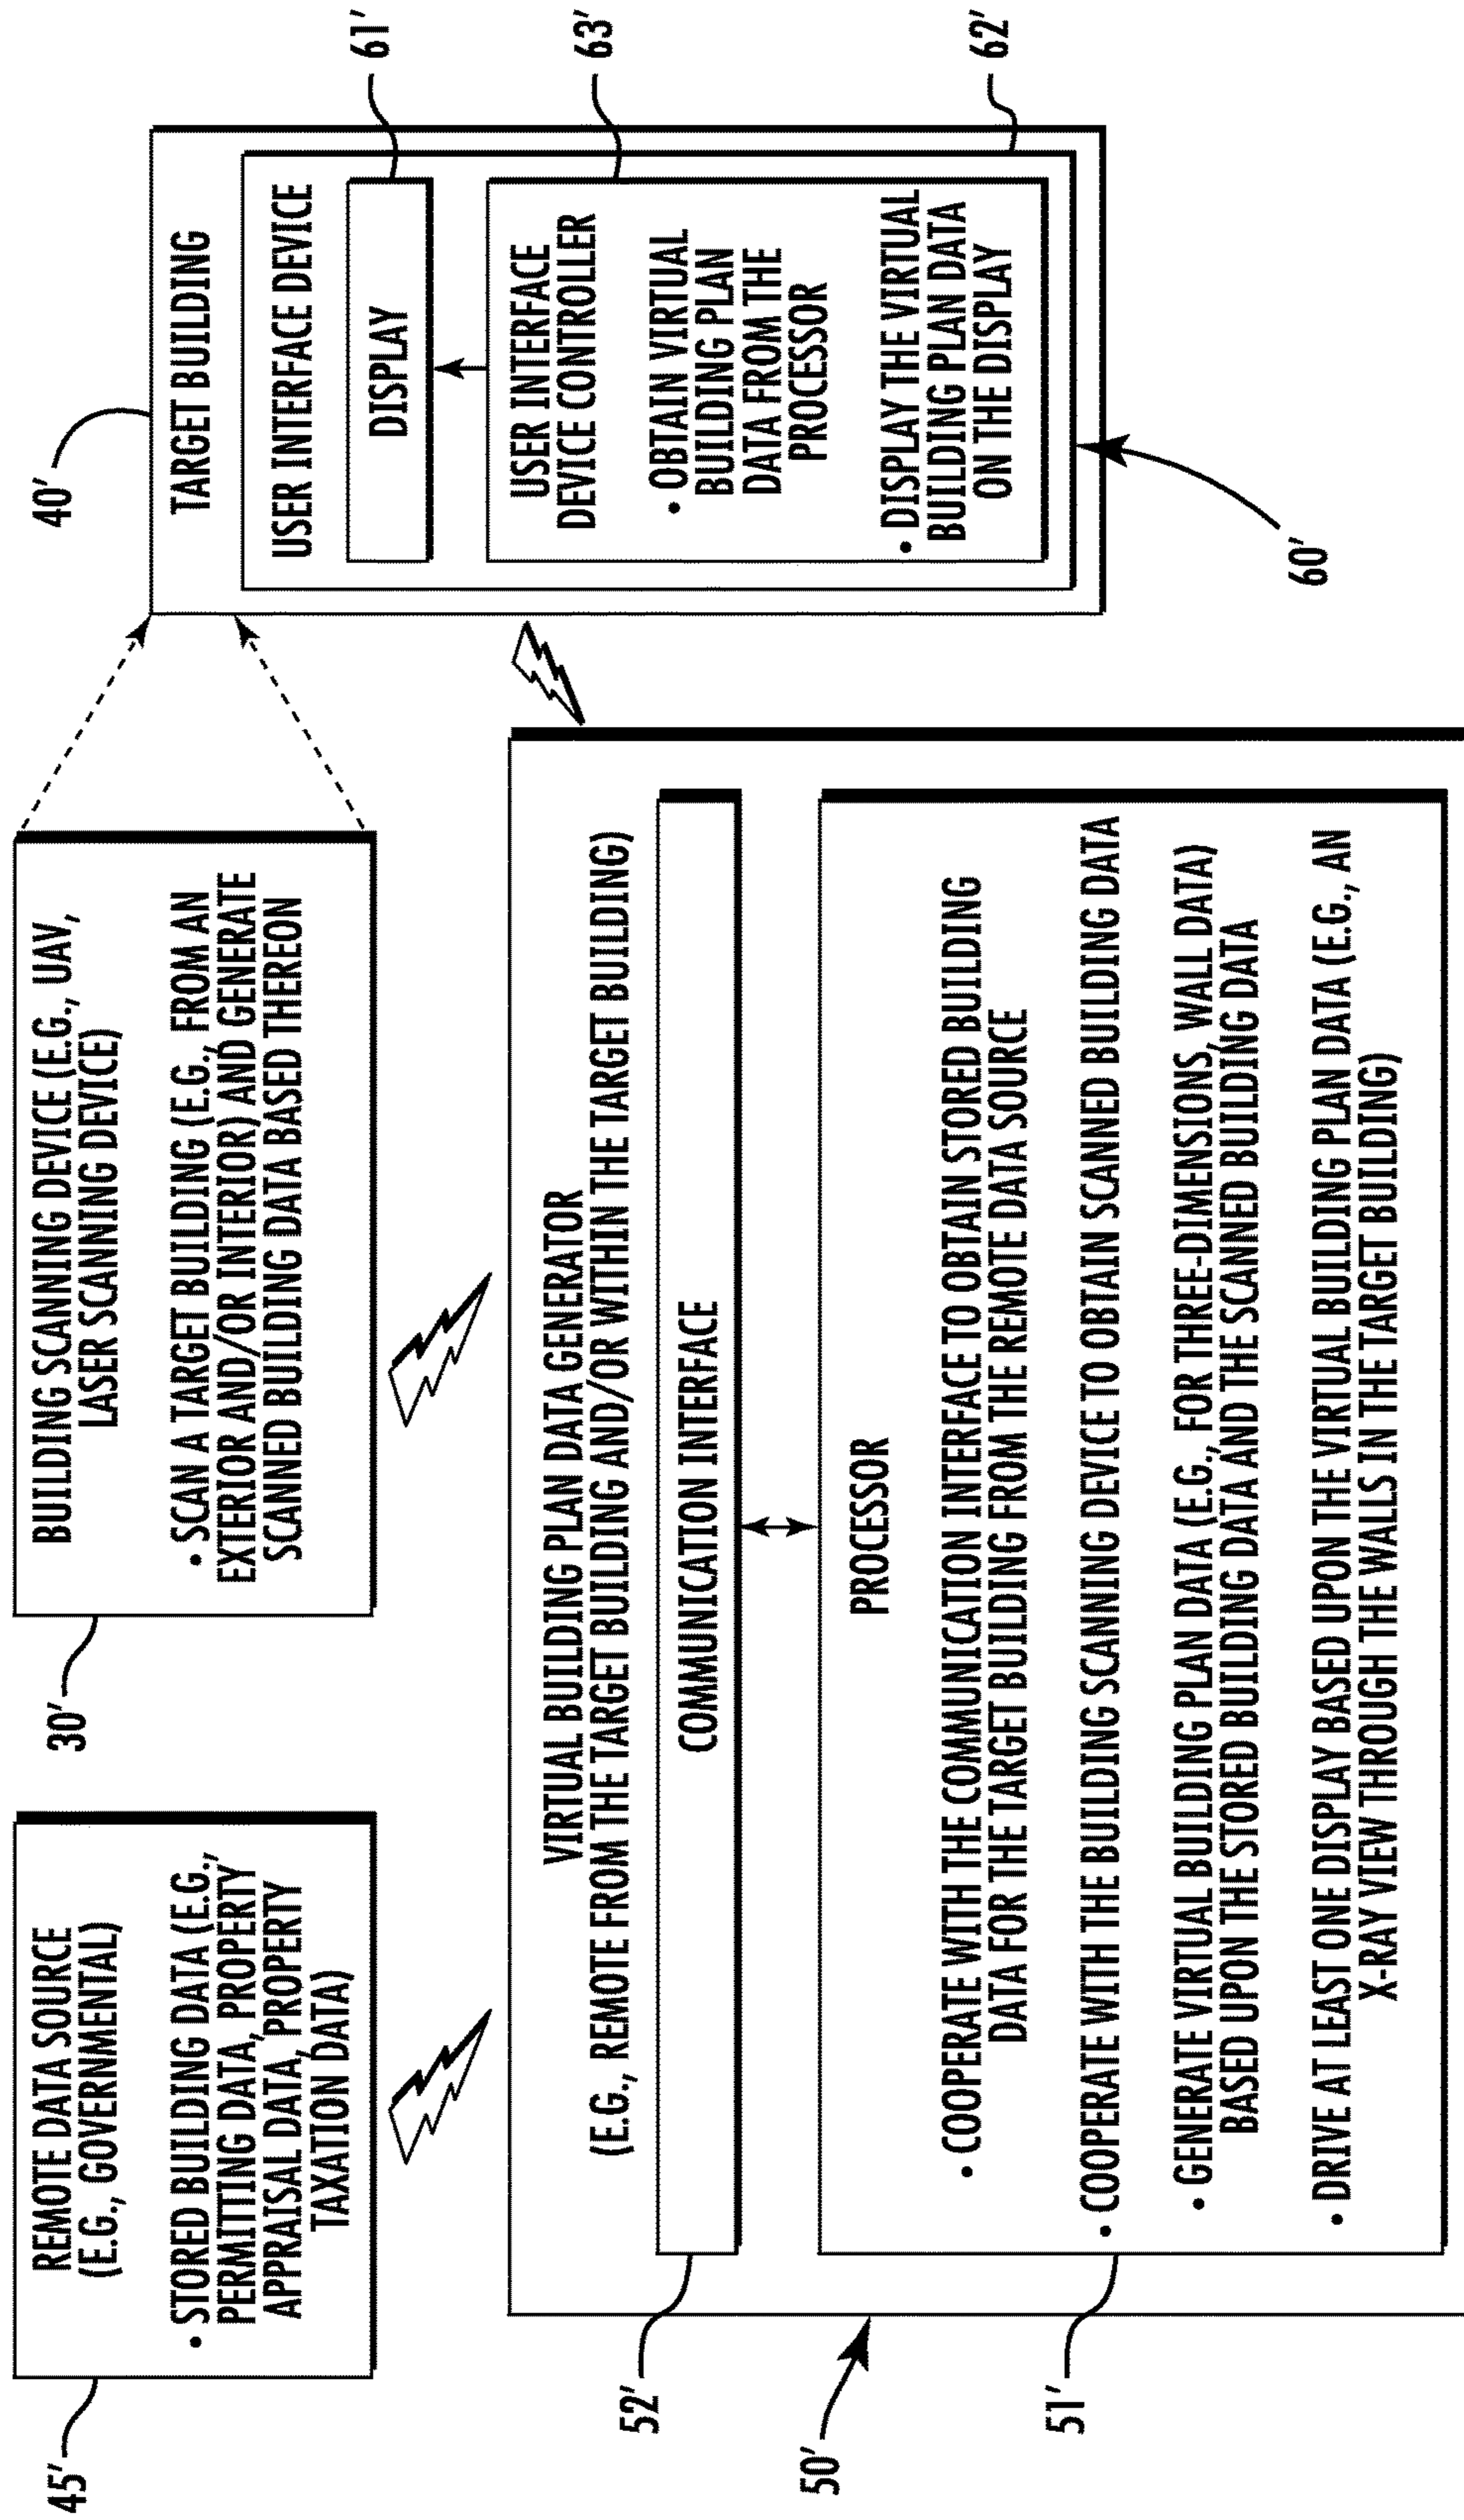 45'
REMOTE DATA SOURCE
(E.G., GOVERNMENTAL)
• STORED BUILDING DATA (E.G.,
PERMITTING DATA, PROPERTY
APPRAISAL DATA, PROPERTY
TAXATION DATA)
30'
BUILDING SCANNING DEVICE (E.G., UAV,
LASER SCANNING DEVICE)
• SCAN A TARGET BUILDING (E.G., FROM AN
EXTERIOR AND/OR INTERIOR) AND GENERATE
SCANNED BUILDING DATA BASED THEREON
40'
TARGET BUILDING
USER INTERFACE DEVICE
DISPLAY
61'
USER INTERFACE
DEVICE CONTROLLER
63'
• OBTAIN VIRTUAL
BUILDING PLAN
DATA FROM THE
PROCESSOR
• DISPLAY THE VIRTUAL
BUILDING PLAN DATA
ON THE DISPLAY
62'
60'
50'
VIRTUAL BUILDING PLAN DATA GENERATOR
(E.G., REMOTE FROM THE TARGET BUILDING AND/OR WITHIN THE TARGET BUILDING)
52'
COMMUNICATION INTERFACE
51'
PROCESSOR
• COOPERATE WITH THE COMMUNICATION INTERFACE TO OBTAIN STORED BUILDING
DATA FOR THE TARGET BUILDING FROM THE REMOTE DATA SOURCE
• COOPERATE WITH THE BUILDING SCANNING DEVICE TO OBTAIN SCANNED BUILDING DATA
• GENERATE VIRTUAL BUILDING PLAN DATA (E.G., FOR THREE-DIMENSIONS, WALL DATA)
BASED UPON THE STORED BUILDING DATA AND THE SCANNED BUILDING DATA
• DRIVE AT LEAST ONE DISPLAY BASED UPON THE VIRTUAL BUILDING PLAN DATA (E.G., AN
X-RAY VIEW THROUGH THE WALLS IN THE TARGET BUILDING)